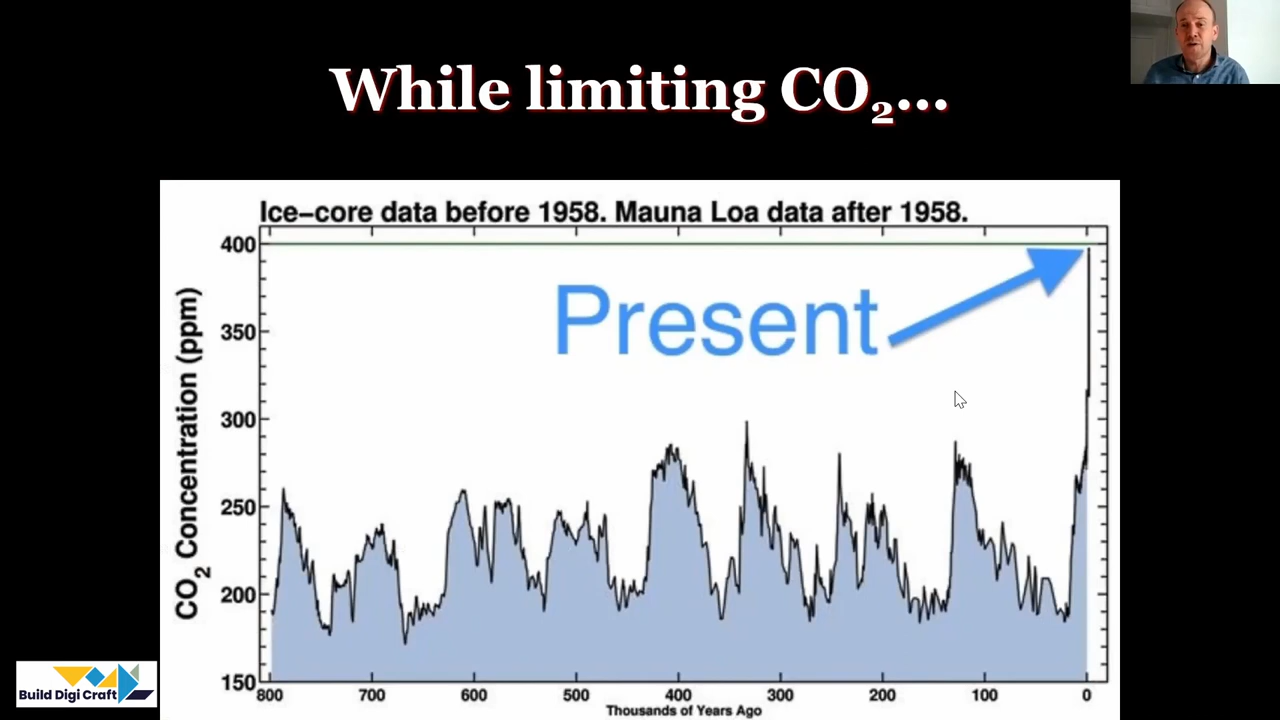 While limiting CO₂...
Ice-core data before 1958. Mauna Loa data after 1958.
400
350
300
250
200
150
CO₂ Concentration (ppm)
Present
800 700 600 500 400 300 200 100 0
Thousands of Years Ago
Build Digi Craft